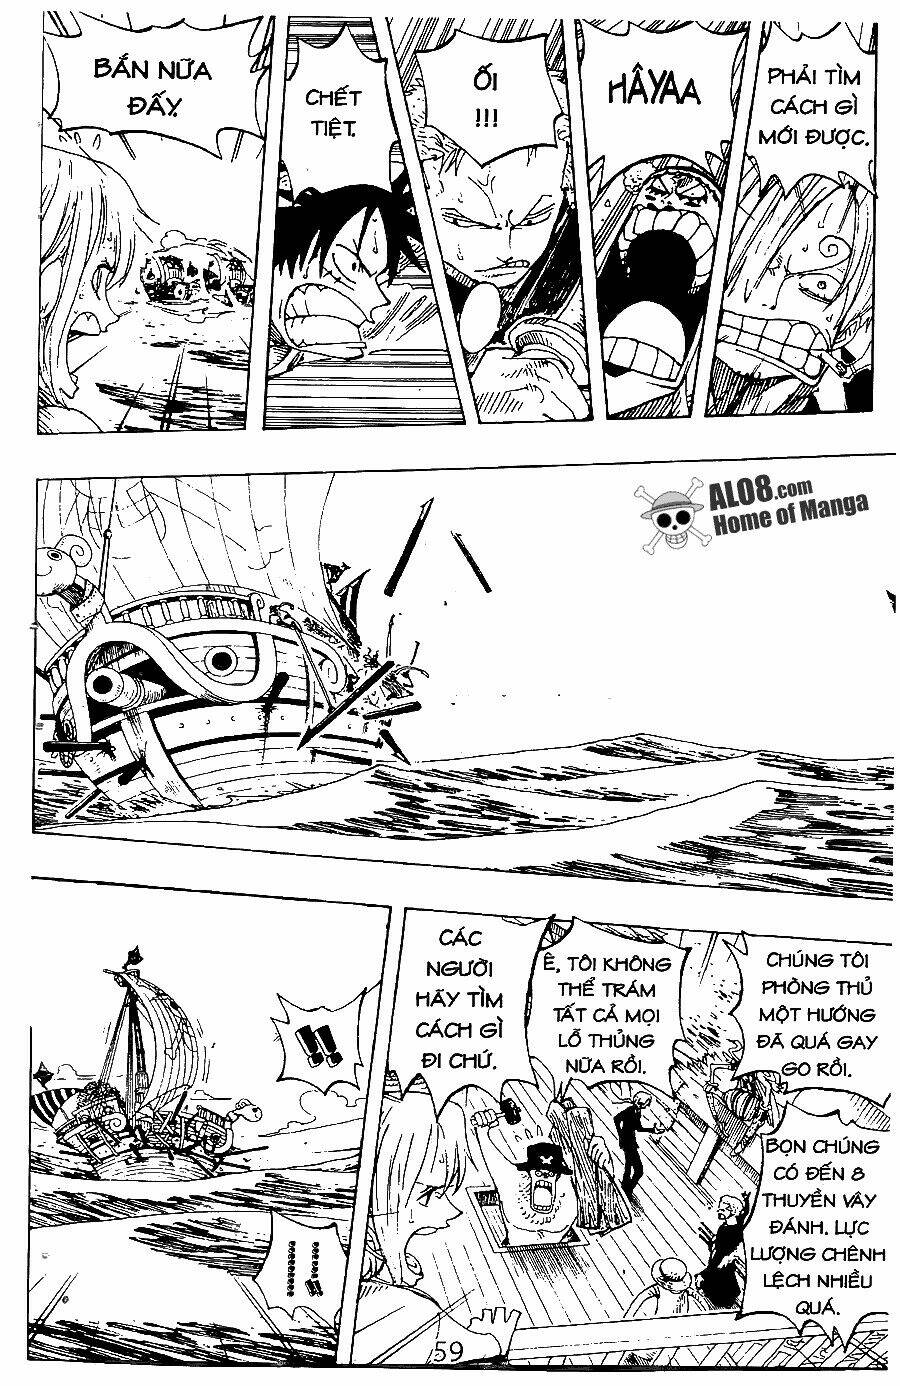 BẮN NỮA
ĐẤY.
CHẾT
TIỆT.
ỐI
!!!
HÂYAA
PHẢI TÌM
CÁCH GÌ
MỚI ĐƯỢC.
AL08.com
Home of Manga
!!
.........!!
CÁC
NGƯỜI
HÃY TÌM
CÁCH GÌ
ĐI CHỨ.
Ê, TÔI KHÔNG
THỂ TRÁM
TẤT CẢ MỌI
LỖ THỦNG
NỮA RỒI.
CHÚNG TÔI
PHÒNG THỦ
MỘT HƯỚNG
ĐÃ QUÁ GAY
GO RỒI.
BỌN CHÚNG
CÓ ĐẾN 8
THUYỀN VÂY
ĐÁNH. LỰC
LƯỢNG CHÊNH
LỆCH NHIỀU
QUÁ.
59